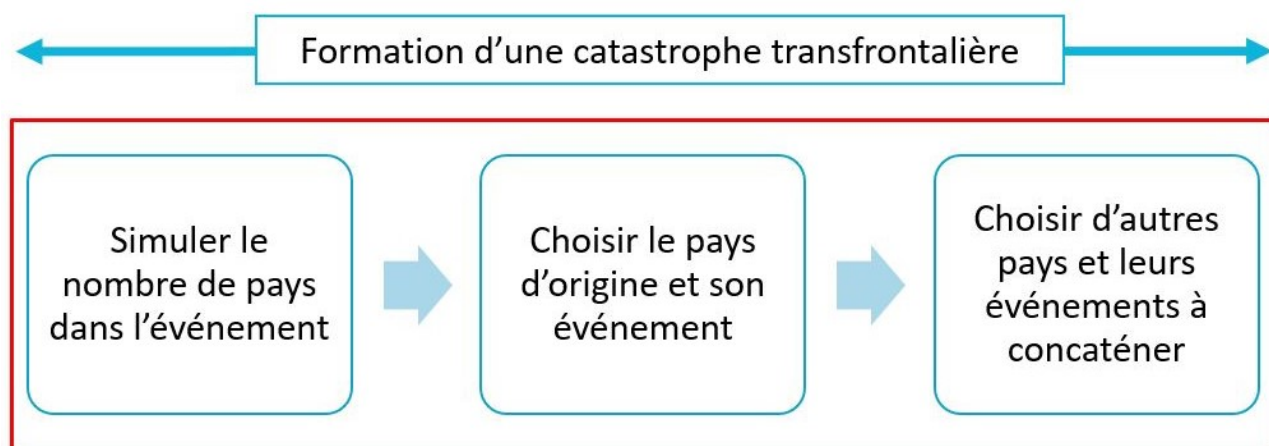 Formation d’une catastrophe transfrontalière
Simuler le
nombre de pays
dans l’événement
Choisir le pays
d’origine et son
événement
Choisir d’autres
pays et leurs
événements à
concaténer